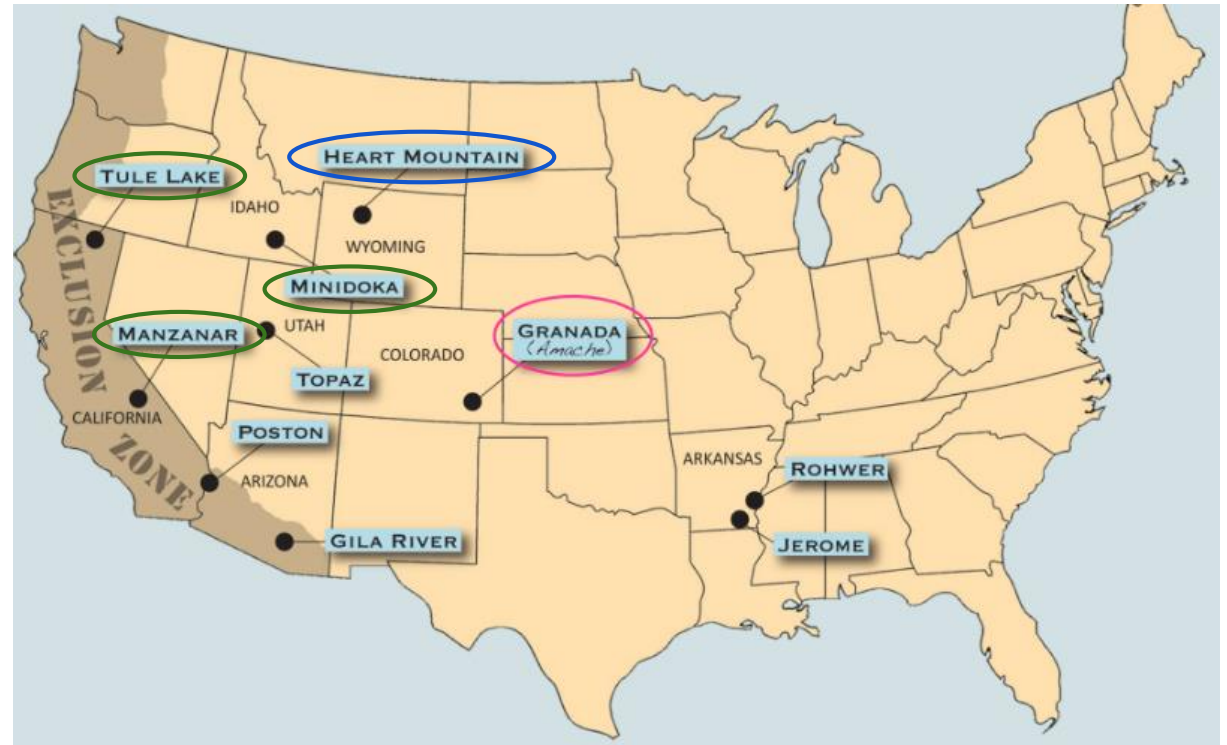 HEART MOUNTAIN
TULE LAKE
IDAHO
WYOMING
EXCLUSION ZONE
MINIDOKA
MANZANAR
UTAH
GRANADA
(Amache)
COLORADO
TOPAZ
CALIFORNIA
POSTON
ARIZONA
ARKANSAS
ROHWER
GILA RIVER
JEROME